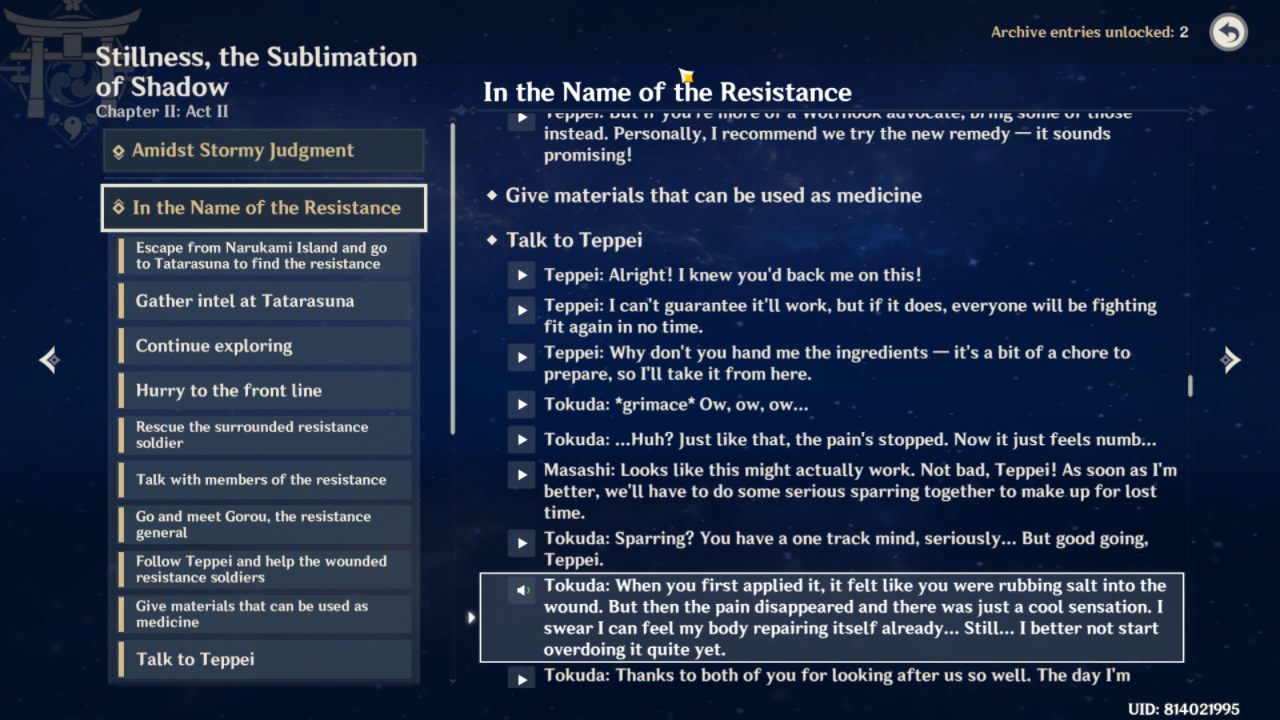 Archive entries unlocked: 2
Stillness, the Sublimation
of Shadow
Chapter II: Act II
Amidst Stormy Judgment
In the Name of the Resistance
Escape from Narukami Island and go
to Tatarasuna to find the resistance
Gather intel at Tatarasuna
Continue exploring
Hurry to the front line
Rescue the surrounded resistance
soldier
Talk with members of the resistance
Go and meet Gorou, the resistance
general
Follow Teppei and help the wounded
resistance soldiers
Give materials that can be used as
medicine
Talk to Teppei
In the Name of the Resistance
Teppei: But if you're more of a Wolfhook advocate, bring some of those
instead. Personally, I recommend we try the new remedy — it sounds
promising!
Give materials that can be used as medicine
Talk to Teppei
Teppei: Alright! I knew you'd back me on this!
Teppei: I can't guarantee it'll work, but if it does, everyone will be fighting
fit again in no time.
Teppei: Why don't you hand me the ingredients — it's a bit of a chore to
prepare, so I'll take it from here.
Tokuda: *grimace* Ow, ow, ow...
Tokuda: ...Huh? Just like that, the pain's stopped. Now it just feels numb...
Masashi: Looks like this might actually work. Not bad, Teppei! As soon as I'm
better, we'll have to do some serious sparring together to make up for lost
time.
Tokuda: Sparring? You have a one track mind, seriously... But good going,
Teppei.
Tokuda: When you first applied it, it felt like you were rubbing salt into the
wound. But then the pain disappeared and there was just a cool sensation. I
swear I can feel my body repairing itself already... Still... I better not start
overdoing it quite yet.
Tokuda: Thanks to both of you for looking after us so well. The day I'm
UID: 814021995